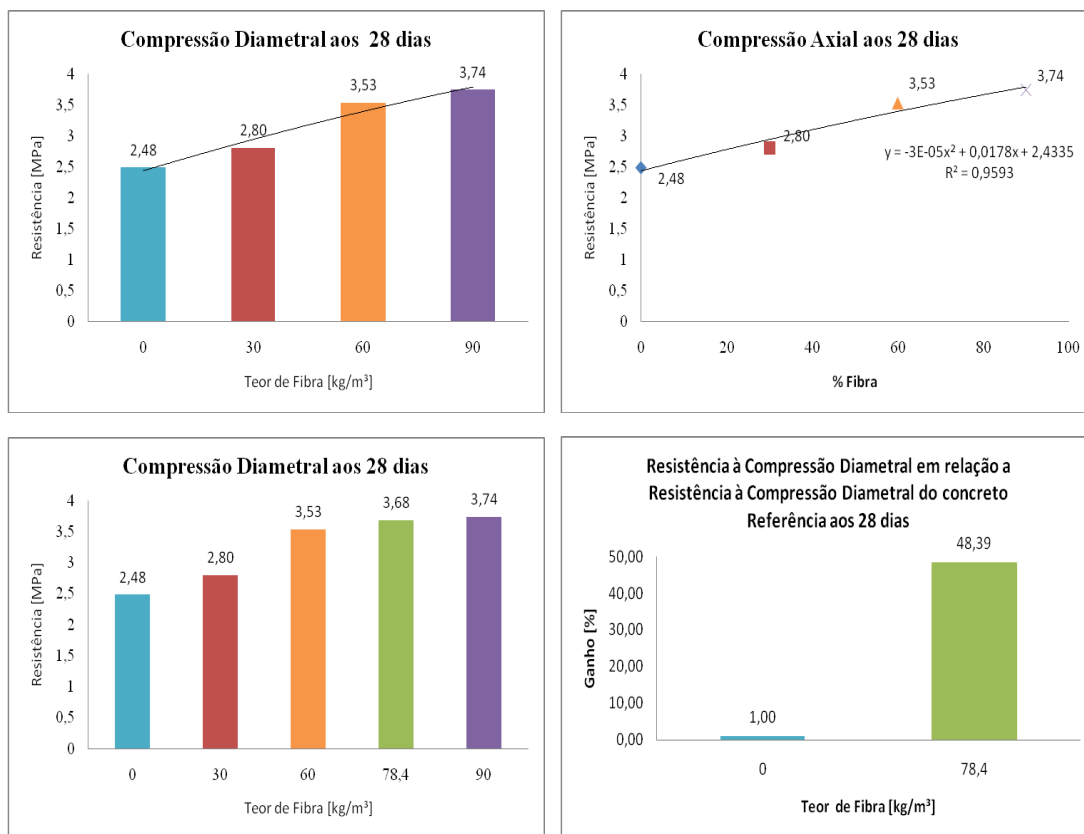 Compressão Diametral aos 28 dias
Resistência [MPa]
4
3,5
3
2,5
2
1,5
1
0,5
0
2,48
2,80
3,53
3,74
0 30 60 90
Teor de Fibra [kg/m³]
Compressão Axial aos 28 dias
Resistência [MPa]
4
3,5
3
2,5
2
1,5
1
0,5
0
2,48
2,80
3,53
3,74
y = -3E-05x² + 0,0178x + 2,4335
R² = 0,9593
0 20 40 60 80 100
% Fibra
Compressão Diametral aos 28 dias
Resistência [MPa]
4
3,5
3
2,5
2
1,5
1
0,5
0
2,48
2,80
3,53
3,68
3,74
0 30 60 78,4 90
Teor de Fibra [kg/m³]
Resistência à Compressão Diametral em relação a
Resistência à Compressão Diametral do concreto
Referência aos 28 dias
Ganho [%]
50,00
40,00
30,00
20,00
10,00
0,00
1,00
48,39
0 78,4
Teor de Fibra [kg/m³]